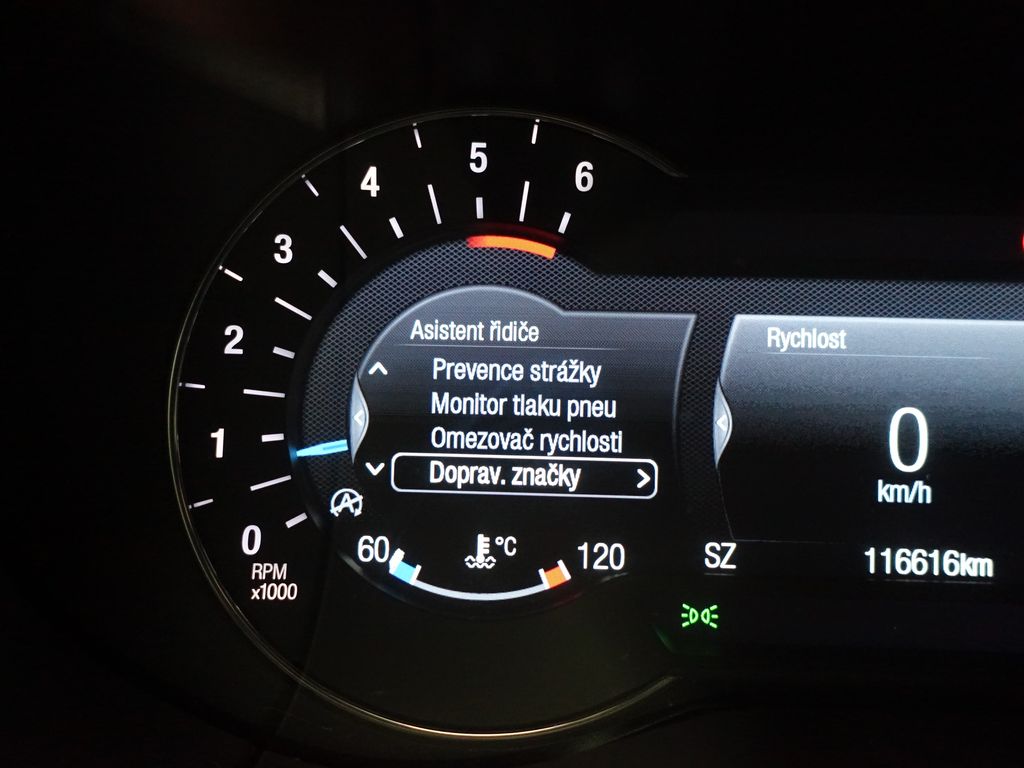 5
4
6
3
2
1
0
RPM
x1000
Asistent řidiče
Prevence strážky
Monitor tlaku pneu
Omezovač rychlosti
Doprav. značky
60
°C
120
Rychlost
0
km/h
SZ
116616km